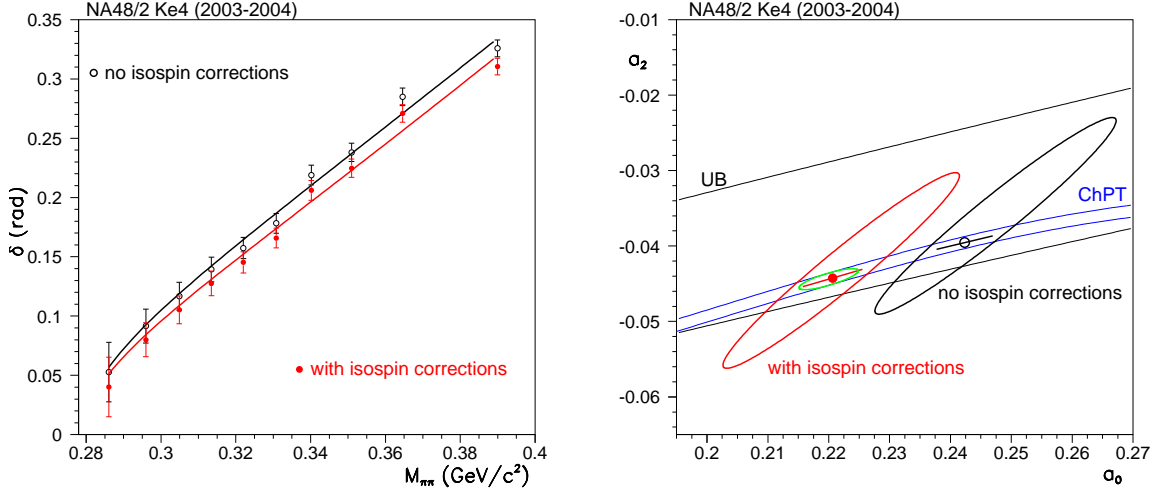 NA48/2 Ke4 (2003-2004)
0.35
0.3
0.25
0.2
0.15
0.1
0.05
0
δ (rad)
no isospin corrections
with isospin corrections
0.28
0.3
0.32
0.34
0.36
0.38
0.4
Mππ (GeV/c²)
NA48/2 Ke4 (2003-2004)
-0.01
-0.02
-0.03
-0.04
-0.05
-0.06
a₂
UB
ChPT
no isospin corrections
with isospin corrections
0.2
0.21
0.22
0.23
0.24
0.25
0.26
0.27
a₀